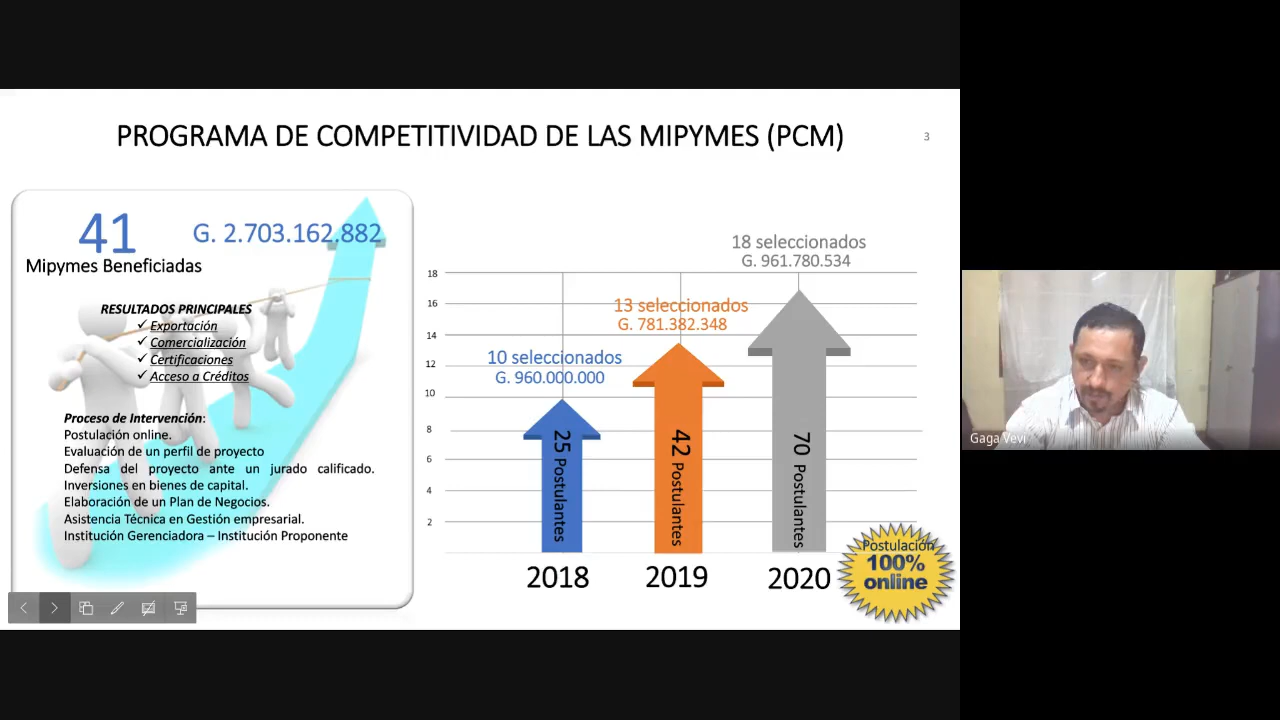 PROGRAMA DE COMPETITIVIDAD DE LAS MIPYMES (PCM)
3
41
G. 2.703.162.882
Mipymes Beneficiadas
RESULTADOS PRINCIPALES
✓ Exportación
✓ Comercialización
✓ Certificaciones
✓ Acceso a Créditos
Proceso de Intervención:
Postulación online.
Evaluación de un perfil de proyecto
Defensa del proyecto ante un jurado calificado.
Inversiones en bienes de capital.
Elaboración de un Plan de Negocios.
Asistencia Técnica en Gestión empresarial.
Institución Gerenciadora – Institución Proponente
18 seleccionados
G. 961.780.534
13 seleccionados
G. 781.382.348
10 seleccionados
G. 960.000.000
18
16
14
12
10
8
6
4
2
25 Postulantes
42 Postulantes
70 Postulantes
2018
2019
2020
Postulación
100%
online
Gaga Vevi